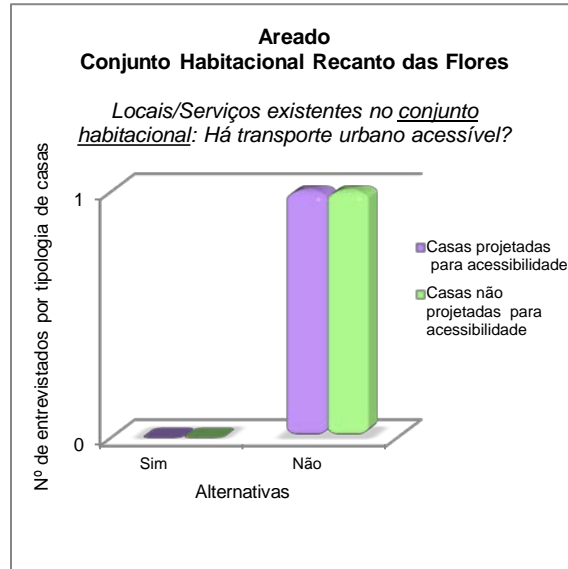 Areado
Conjunto Habitacional Recanto das Flores
Locais/Serviços existentes no conjunto
habitacional: Há transporte urbano acessível?
Nº de entrevistados por tipologia de casas
1
0
Sim
Não
Alternativas
Casas projetadas
para acessibilidade
Casas não
projetadas para
acessibilidade